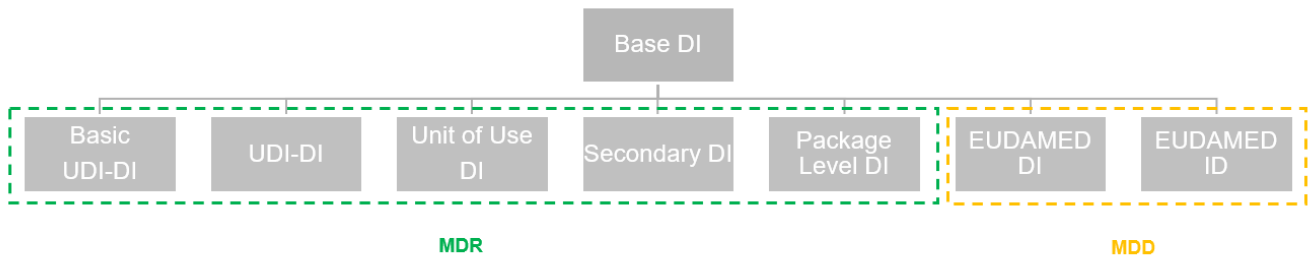 Base DI
Basic
UDI-DI
UDI-DI
Unit of Use
DI
Secondary DI
Package
Level DI
EUDAMED
DI
EUDAMED
ID
MDR
MDD